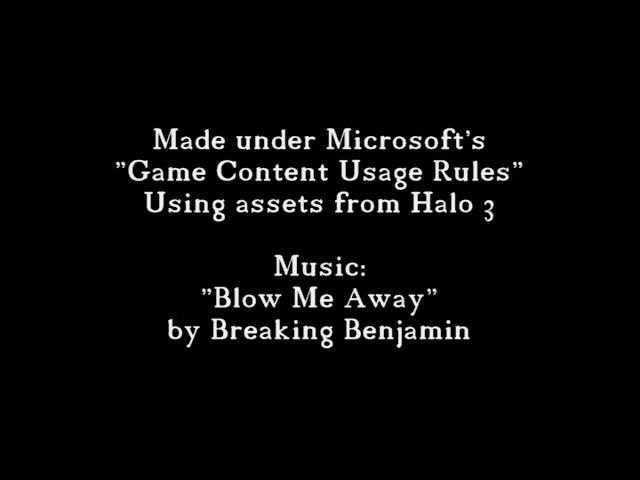 Made under Microsoft's
"Game Content Usage Rules"
Using assets from Halo 3
Music:
"Blow Me Away"
by Breaking Benjamin